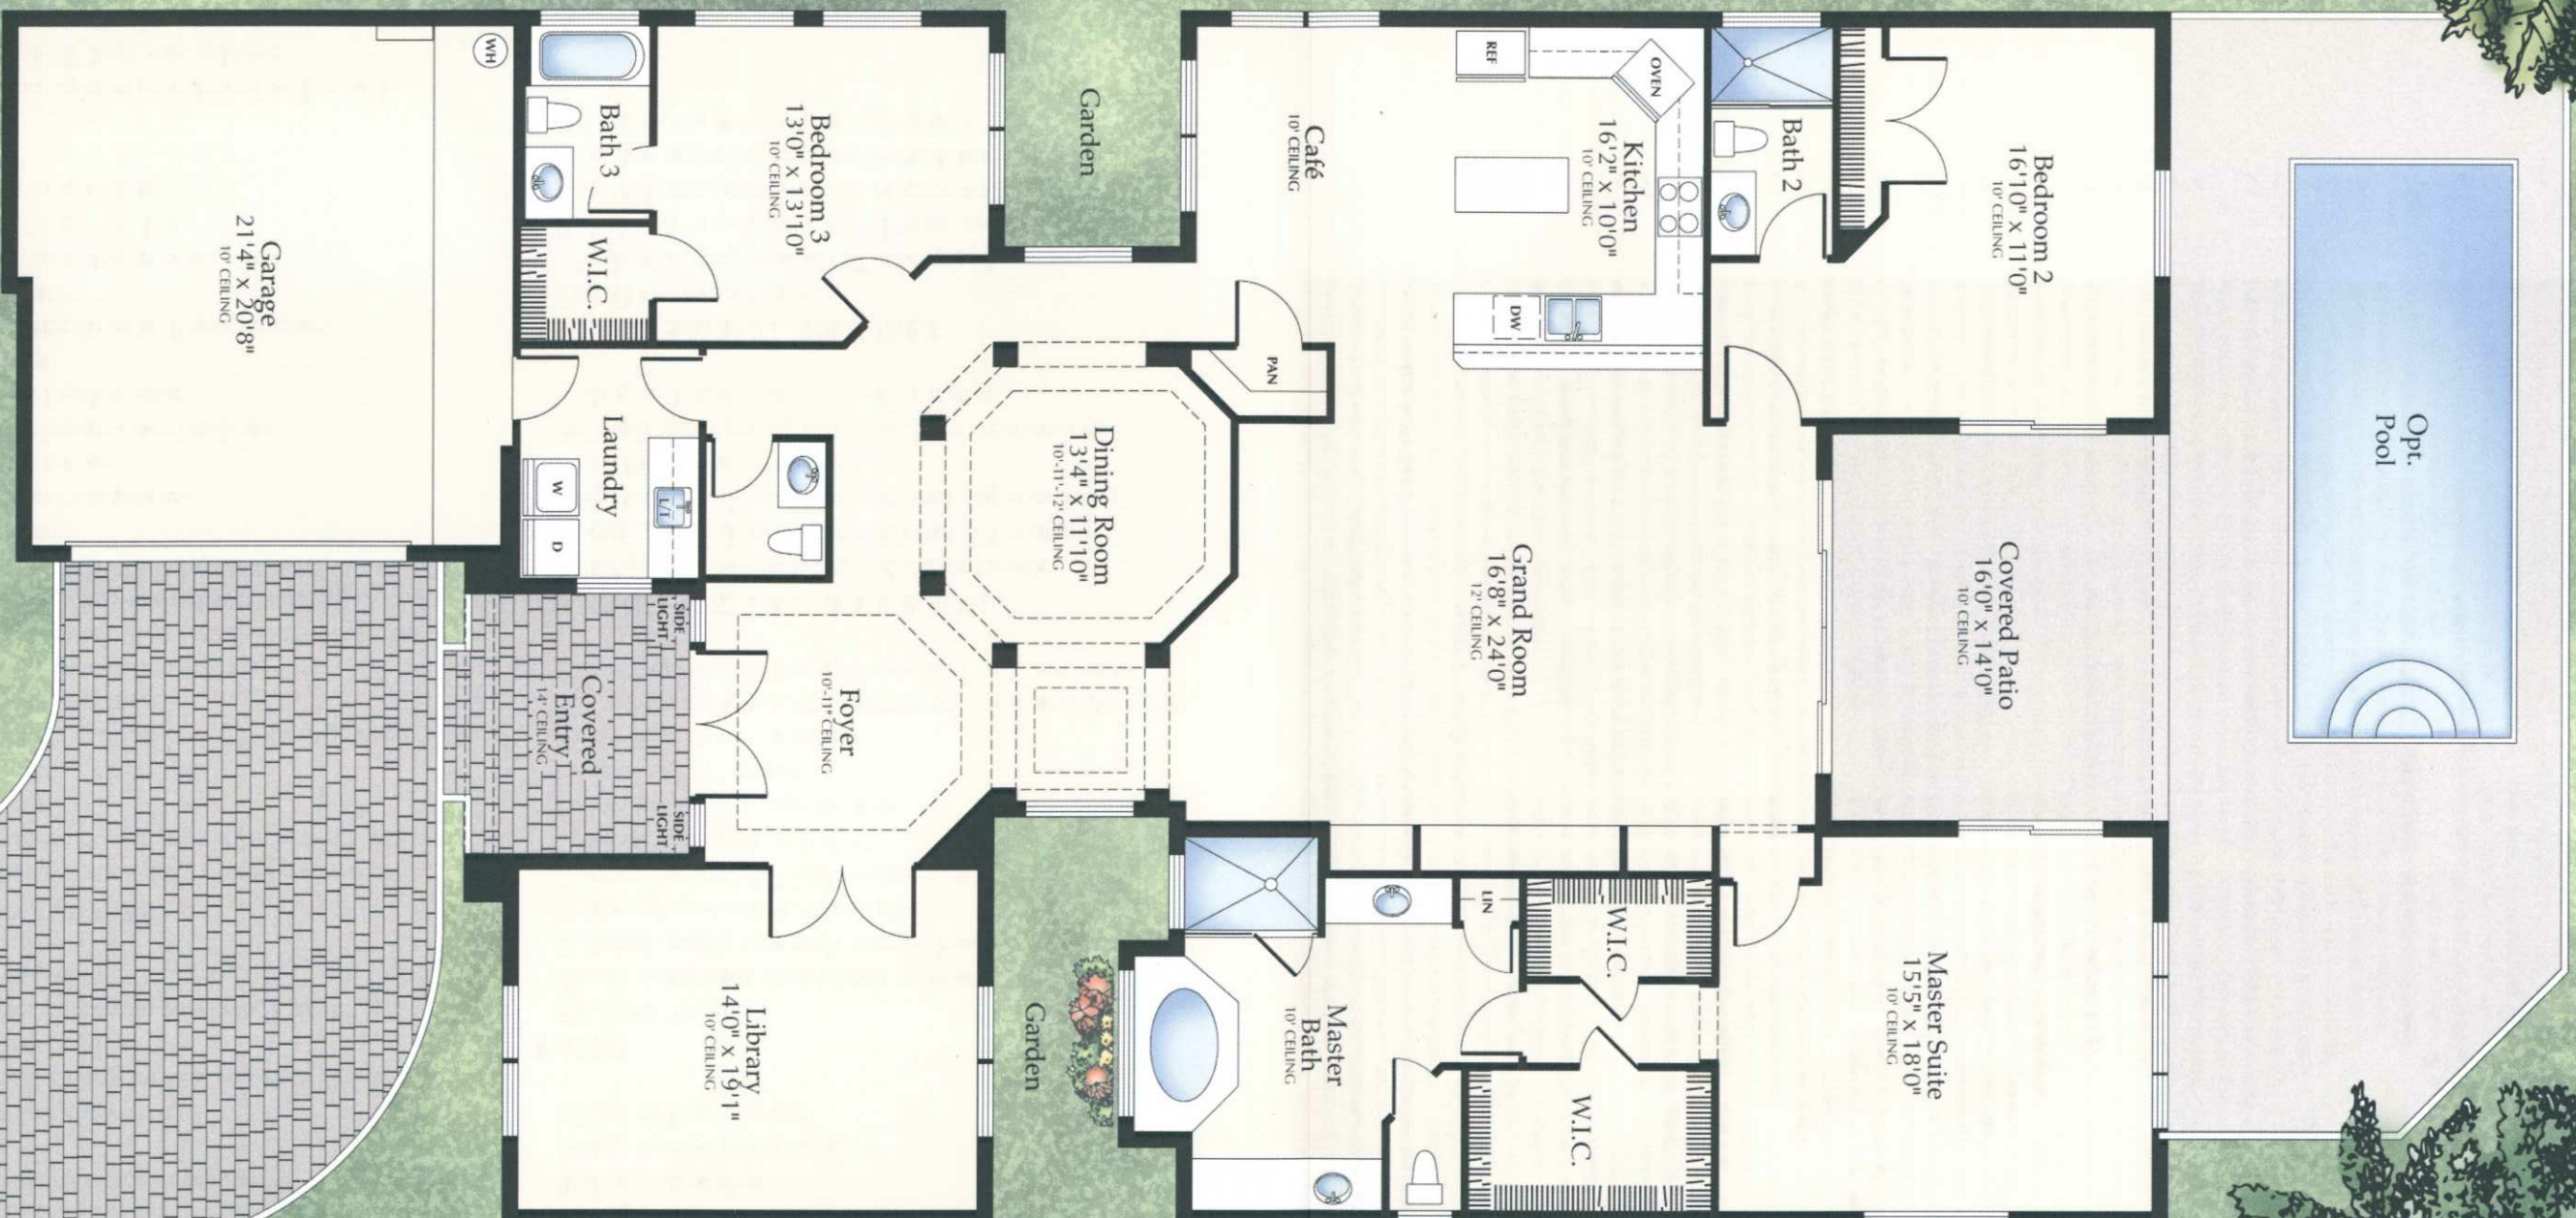 Opt.
Pool
Bedroom 2
16'10" x 11'0"
10' CEILING
Covered Patio
16'0" x 14'0"
10' CEILING
Master Suite
15'5" x 18'0"
10' CEILING
Bath 2
OVEN
REF
Kitchen
16'2" x 10'0"
10' CEILING
DW
Café
10' CEILING
PAN
Grand Room
16'8" x 24'0"
12' CEILING
W.I.C.
W.I.C.
LIN
Master
Bath
10' CEILING
Garden
Dining Room
13'4" x 11'10"
10'-11'-12' CEILING
Garden
Bedroom 3
13'0" x 13'10"
10' CEILING
Foyer
10'-11" CEILING
Library
14'0" x 19'1"
10' CEILING
Bath 3
W.I.C.
Laundry
L/T
W
D
SIDE
LIGHT
SIDE
LIGHT
Covered
Entry
14' CEILING
WH
Garage
21'4" x 20'8"
10' CEILING